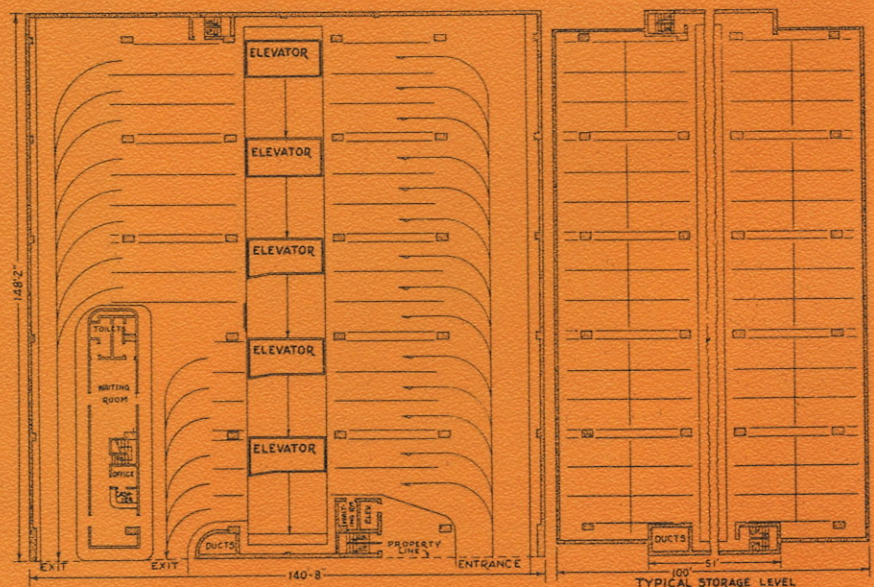 ELEVATOR
ELEVATOR
ELEVATOR
ELEVATOR
ELEVATOR
148'-2"
TOILETS
WAITING
ROOM
OFFICE
DUCTS
ELEV.
PROPERTY
LINE
EXIT
EXIT
ENTRANCE
140'-8"
DUCTS
51'
100'
TYPICAL STORAGE LEVEL